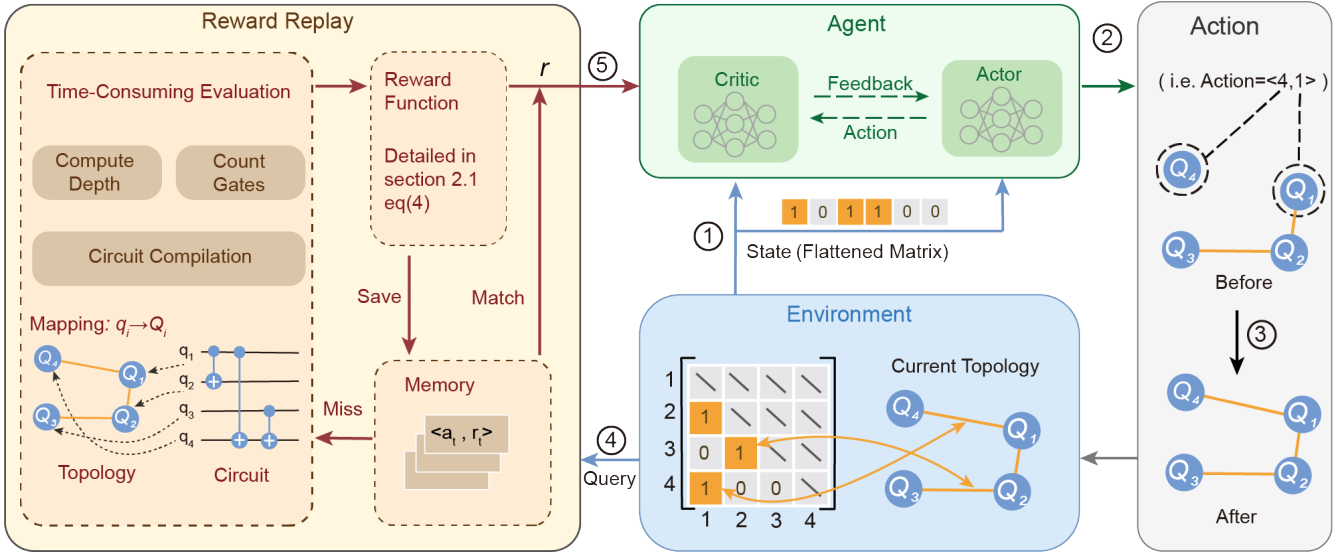 Reward Replay
Time-Consuming Evaluation
Compute
Depth
Count
Gates
Circuit Compilation
Mapping: qi→Qi
Q4
Q1
Q3
Q2
Topology
q1
q2
q3
q4
Circuit
Reward
Function
Detailed in
section 2.1
eq(4)
r
Save
Match
Memory
<at , rt>
Miss
5
Agent
Critic
Feedback
Action
Actor
2
1
1 0 1 1 0 0
State (Flattened Matrix)
Environment
1
2 1
3 0 1
4 1 0 0
1 2 3 4
Current Topology
Q4
Q1
Q3
Q2
4
Query
Action
( i.e. Action=<4,1> )
Q4
Q1
Q3
Q2
Before
3
Q4
Q1
Q3
Q2
After